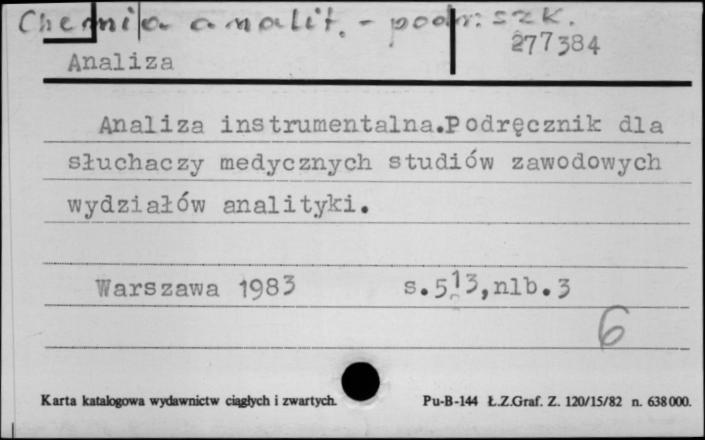 Chemia analit. - podr. szk.
277384
Analiza
Analiza instrumentalna.Podręcznik dla
słuchaczy medycznych studiów zawodowych
wydziałów analityki.
Warszawa 1983 s.513,nlb.3
6
Karta katalogowa wydawnictw ciągłych i zwartych. Pu-B-144 Ł.Z.Graf. Z. 120/15/82 n. 638000.